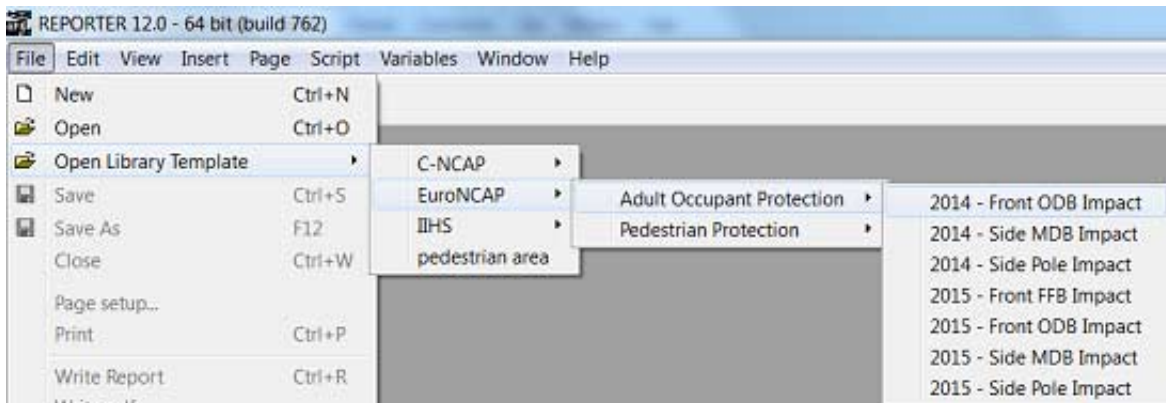 REPORTER 12.0 - 64 bit (build 762)
File Edit View Insert Page Script Variables Window Help
New Ctrl+N
Open Ctrl+O
Open Library Template
Save Ctrl+S
Save As F12
Close Ctrl+W
Page setup...
Print Ctrl+P
Write Report Ctrl+R
C-NCAP
EuroNCAP
IIHS
pedestrian area
Adult Occupant Protection
Pedestrian Protection
2014 - Front ODB Impact
2014 - Side MDB Impact
2014 - Side Pole Impact
2015 - Front FFB Impact
2015 - Front ODB Impact
2015 - Side MDB Impact
2015 - Side Pole Impact